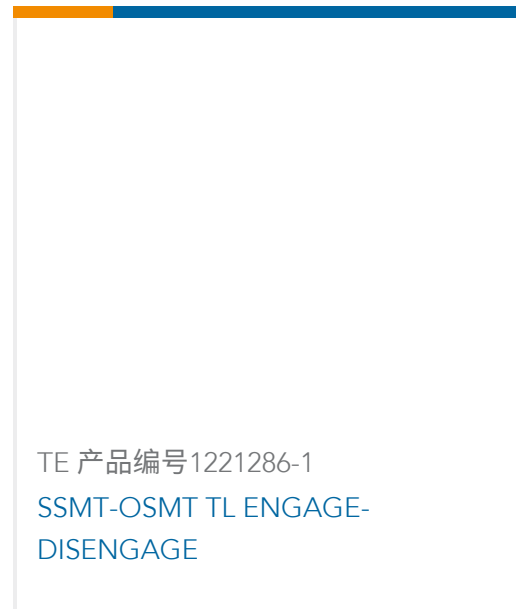 TE 产品编号1221286-1
SSMT-OSMT TL ENGAGE-
DISENGAGE